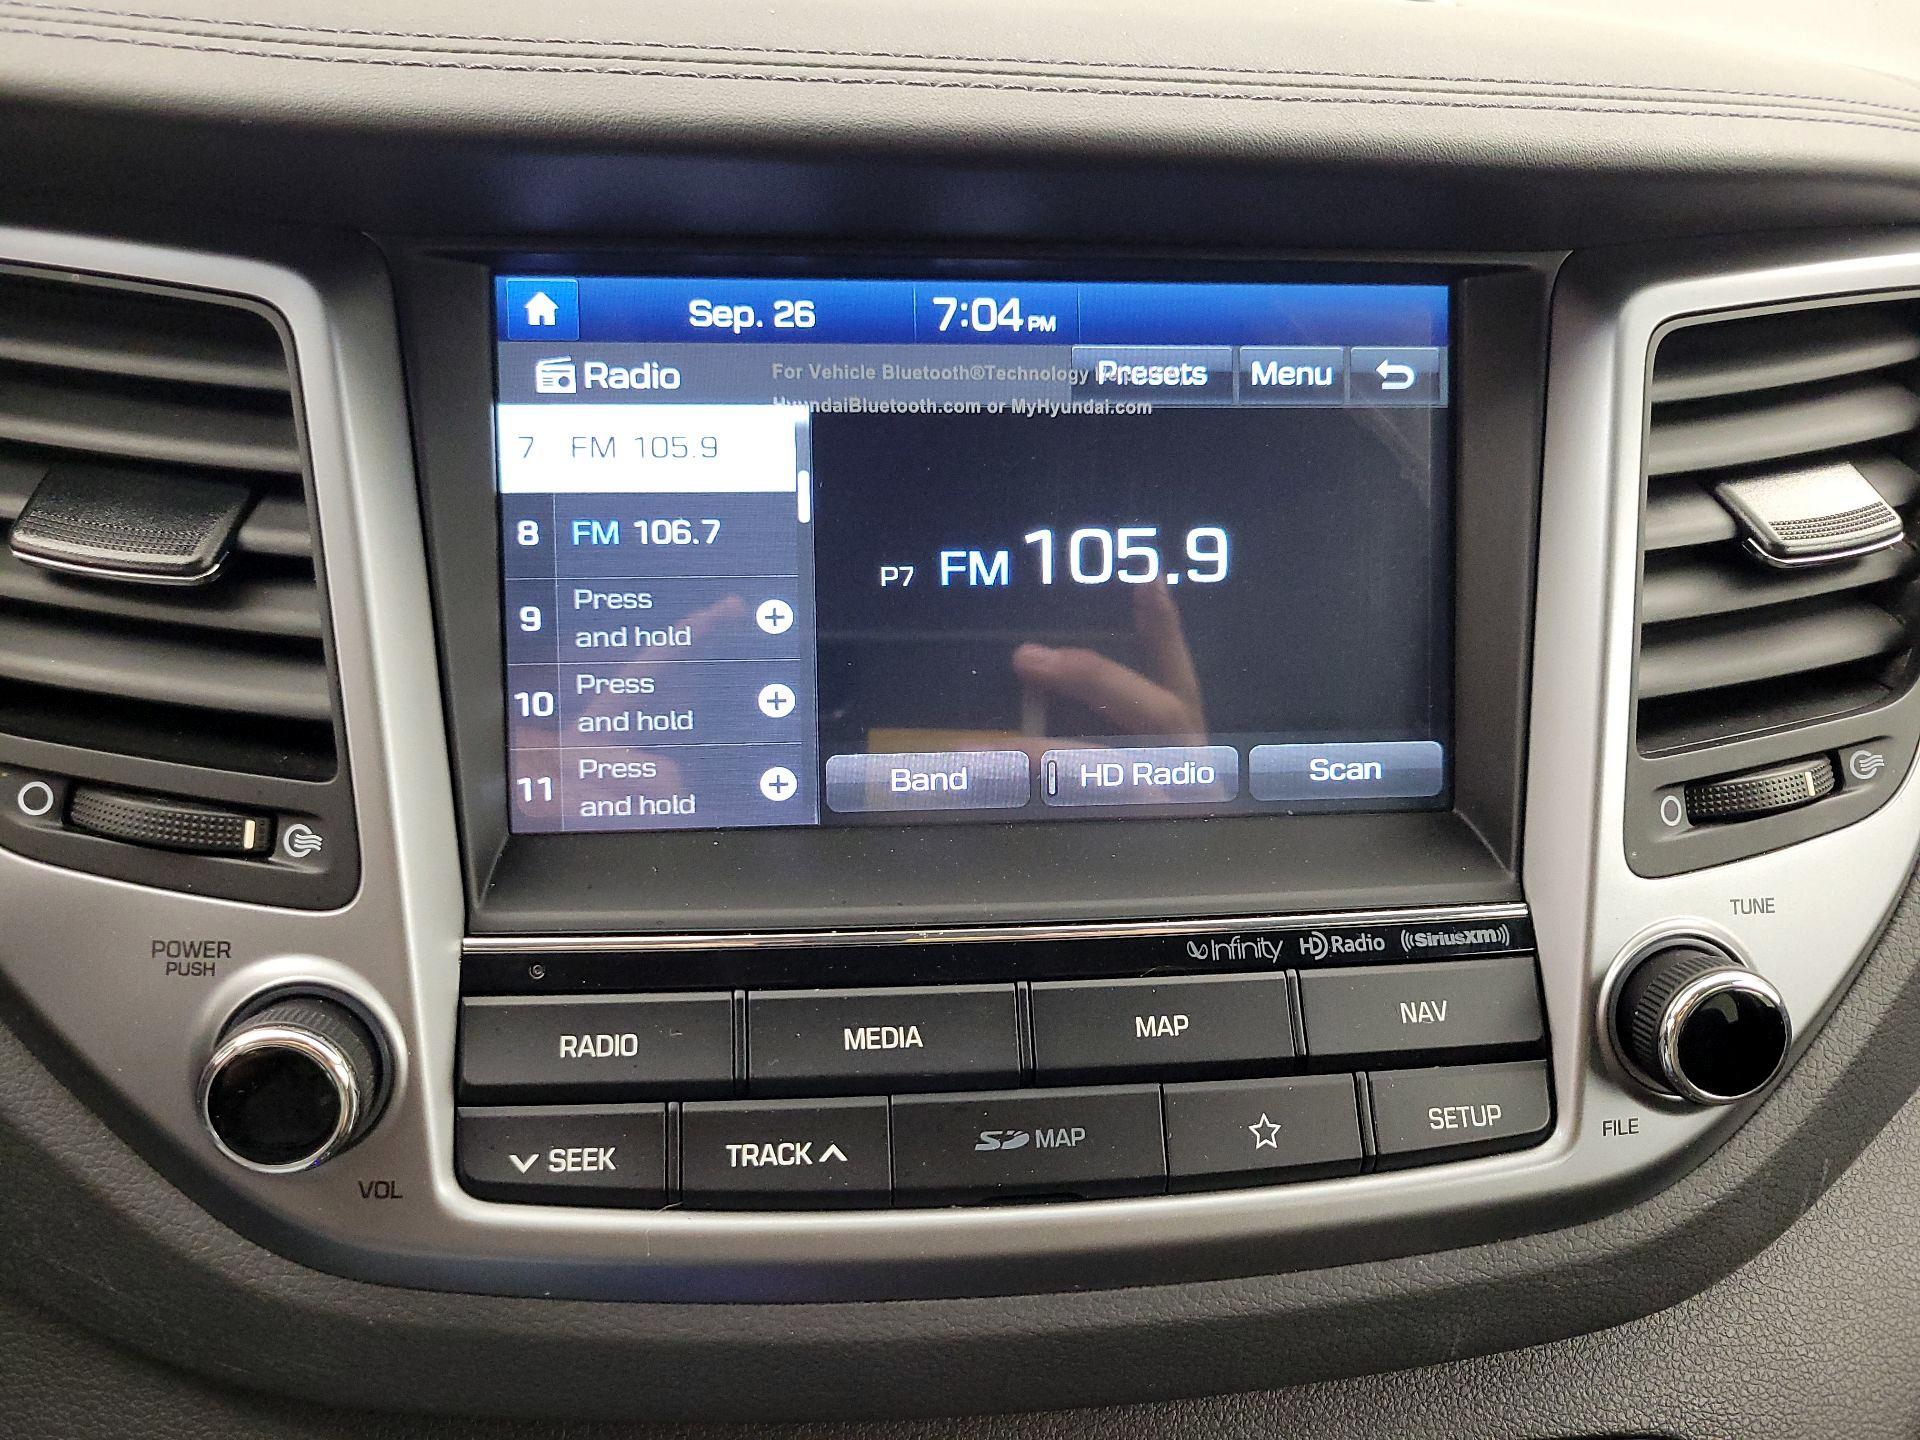 Sep. 26 7:04 PM
Radio
For Vehicle Bluetooth®Technology
Presets Menu
HyundaiBluetooth.com or MyHyundai.com
7 FM 105.9
8 FM 106.7
9 Press
and hold
10 Press
and hold
11 Press
and hold
P7 FM 105.9
Band HD Radio Scan
POWER
PUSH
VOL
TUNE
FILE
Infinity HD Radio SiriusXM
RADIO MEDIA MAP NAV
SEEK TRACK SD MAP SETUP